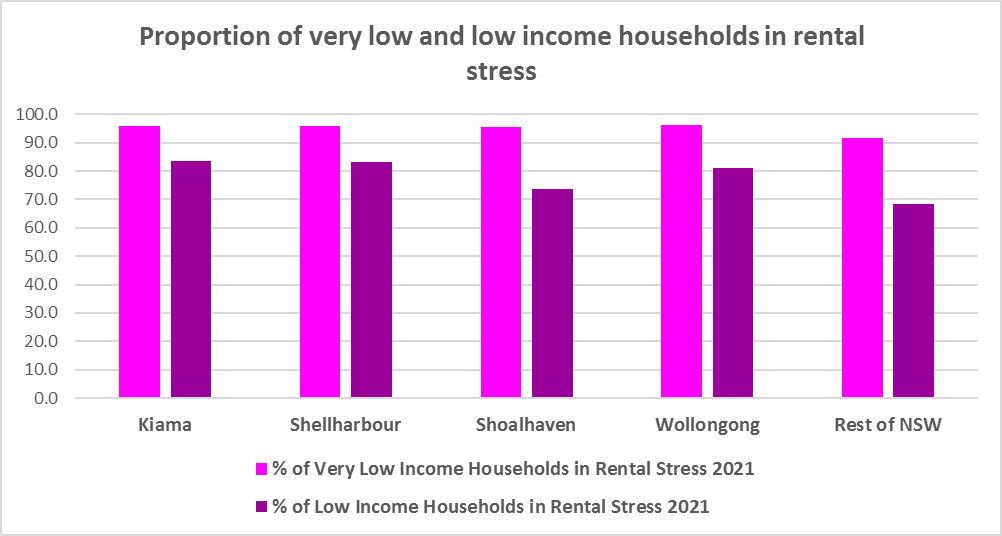 Proportion of very low and low income households in rental
stress
100.0
90.0
80.0
70.0
60.0
50.0
40.0
30.0
20.0
10.0
0.0
Kiama Shellharbour Shoalhaven Wollongong Rest of NSW
% of Very Low Income Households in Rental Stress 2021
% of Low Income Households in Rental Stress 2021